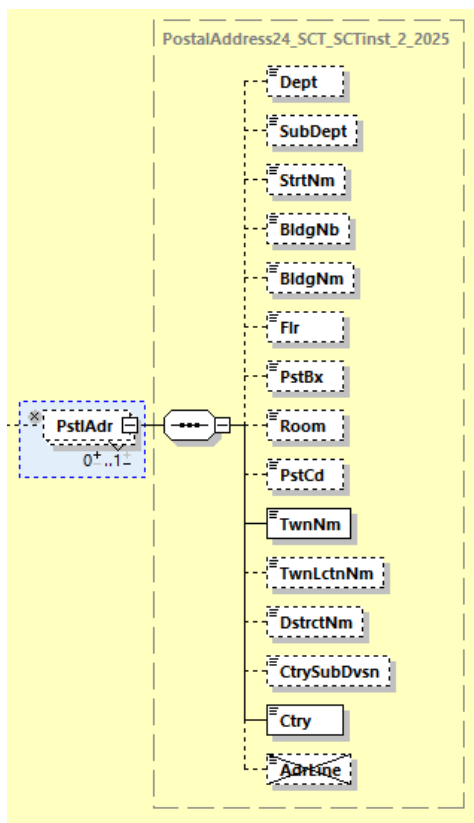 PostalAddress24_SCT_SCTinst_2_2025
Dept
SubDept
StrtNm
BldgNb
BldgNm
Flr
PstBx
PstlAdr
0..1
Room
PstCd
TwnNm
TwnLctnNm
DstrctNm
CtrySubDvsn
Ctry
AdrLine